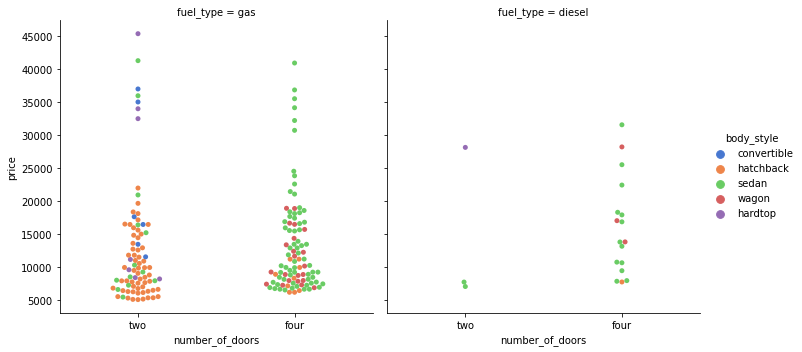 fuel_type = gas
fuel_type = diesel
45000
40000
35000
30000
25000
20000
15000
10000
5000
price
two
four
number_of_doors
two
four
number_of_doors
body_style
convertible
hatchback
sedan
wagon
hardtop